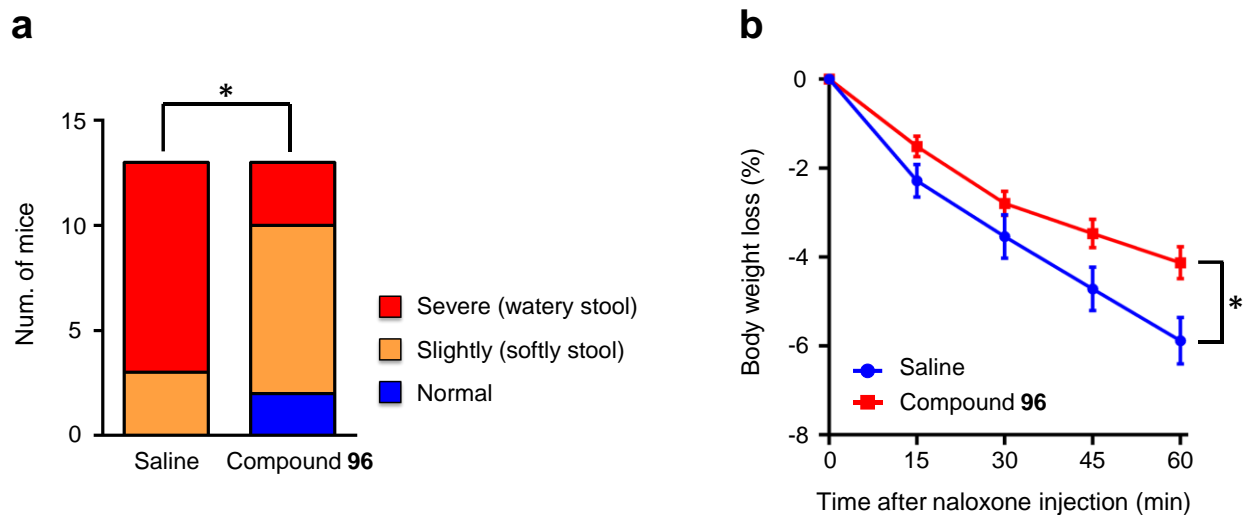 a
*
15
10
5
0
Num. of mice
Saline
Compound 96
Severe (watery stool)
Slightly (softly stool)
Normal
b
0
-2
-4
-6
-8
Body weight loss (%)
Saline
Compound 96
*
0 15 30 45 60
Time after naloxone injection (min)